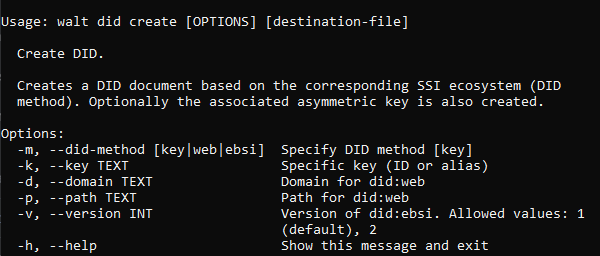 Usage: walt did create [OPTIONS] [destination-file]
Create DID.
Creates a DID document based on the corresponding SSI ecosystem (DID
method). Optionally the associated asymmetric key is also created.
Options:
-m, --did-method [key|web|ebsi]  Specify DID method [key]
-k, --key TEXT                   Specific key (ID or alias)
-d, --domain TEXT                Domain for did:web
-p, --path TEXT                  Path for did:web
-v, --version INT                Version of did:ebsi. Allowed values: 1
(default), 2
-h, --help                       Show this message and exit